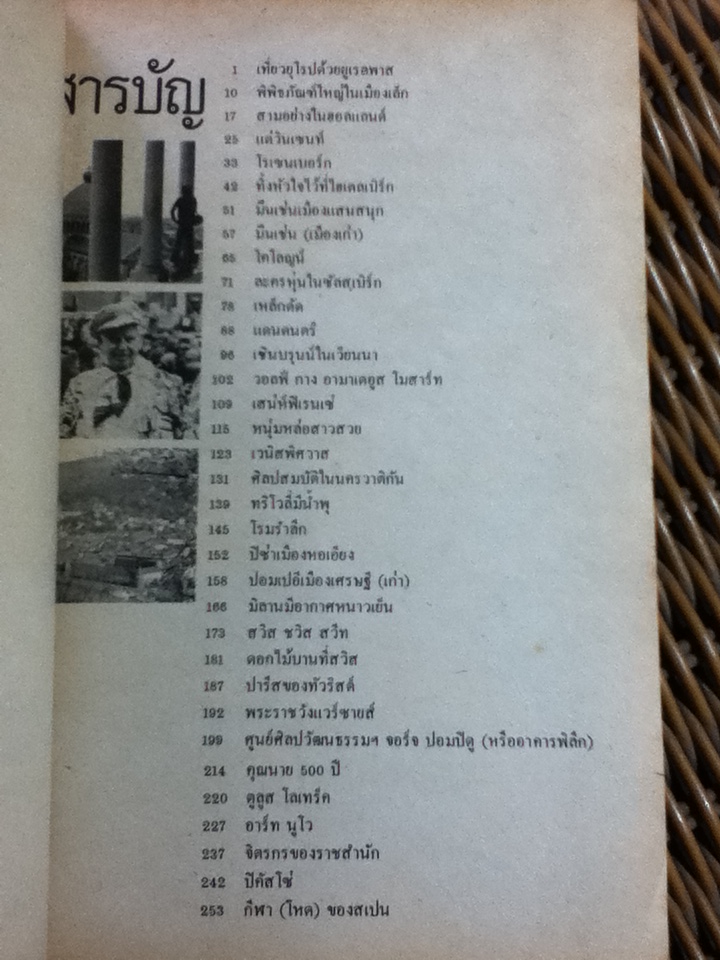 สารบัญ
1 เที่ยวยุโรปด้วยยูเรลพาส
10 พิพิธภัณฑ์ใหญ่ในเมืองเล็ก
17 สามอย่างในฮอลแลนด์
25 แด่วินเซนท์
33 โรเซนเบอร์ก
42 ทิ้งหัวใจไว้ที่ไฮเดลเบิร์ก
51 มึนเช่นเมืองแสนสนุก
57 มึนเช่น (เมืองเก่า)
65 โคโลญน์
71 ละครหุ่นในซัลสเบิร์ก
78 เหล็กดัด
88 แดนดนตรี
96 เชินบรุนน์ในเวียนนา
102 วอลฟ์ กาง อามาเดอุส โมสาร์ท
109 เสน่ห์ฟิเรนเซ่
115 หนุ่มหล่อสาวสวย
123 เวนิสพิศวาส
131 ศิลปสมบัติในนครวาติกัน
139 ทริโวลี่มีน้ำพุ
145 โรมรำลึก
152 ปิซ่าเมืองหอเอียง
158 ปอมเปอีเมืองเศรษฐี (เก่า)
166 มิลานมีอากาศหนาวเย็น
173 สวิส ชวิส สวีท
181 ดอกไม้บานที่สวิส
187 ปารีสของทัวริสต์
192 พระราชวังแวร์ซายส์
199 ศูนย์ศิลปวัฒนธรรมฯ จอร์จ ปอมปิดู (หรืออาคารพิลึก)
214 คุณนาย 500 ปี
220 ตูลูส โลเทร็ค
227 อาร์ท นูโว
237 จิตรกรของราชสำนัก
242 ปิคัสโซ่
253 กีฬา (โหด) ของสเปน